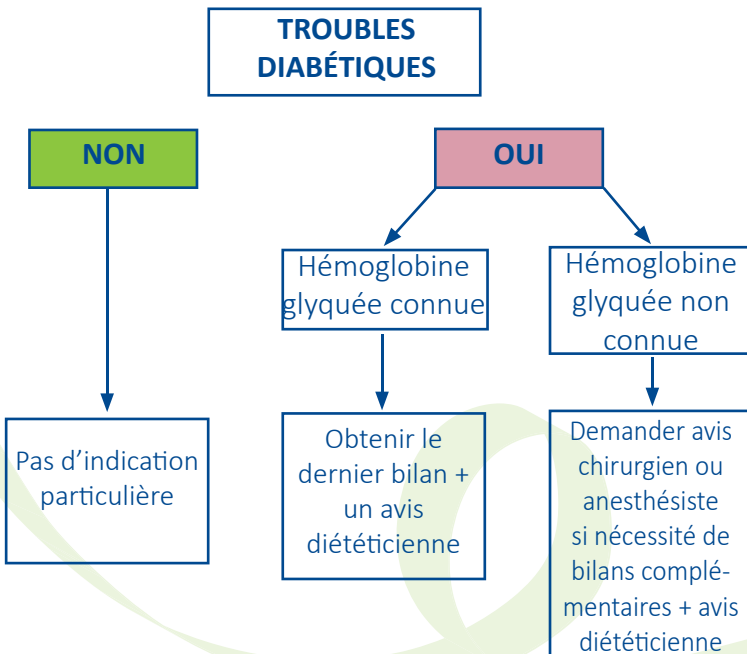 TROUBLES
DIABÉTIQUES
NON
OUI
Hémoglobine
glyquée connue
Hémoglobine
glyquée non
connue
Pas d'indication
particulière
Obtenir le
dernier bilan +
un avis
diététicienne
Demander avis
chirurgien ou
anesthésiste
si nécessité de
bilans complé-
mentaires + avis
diététicienne